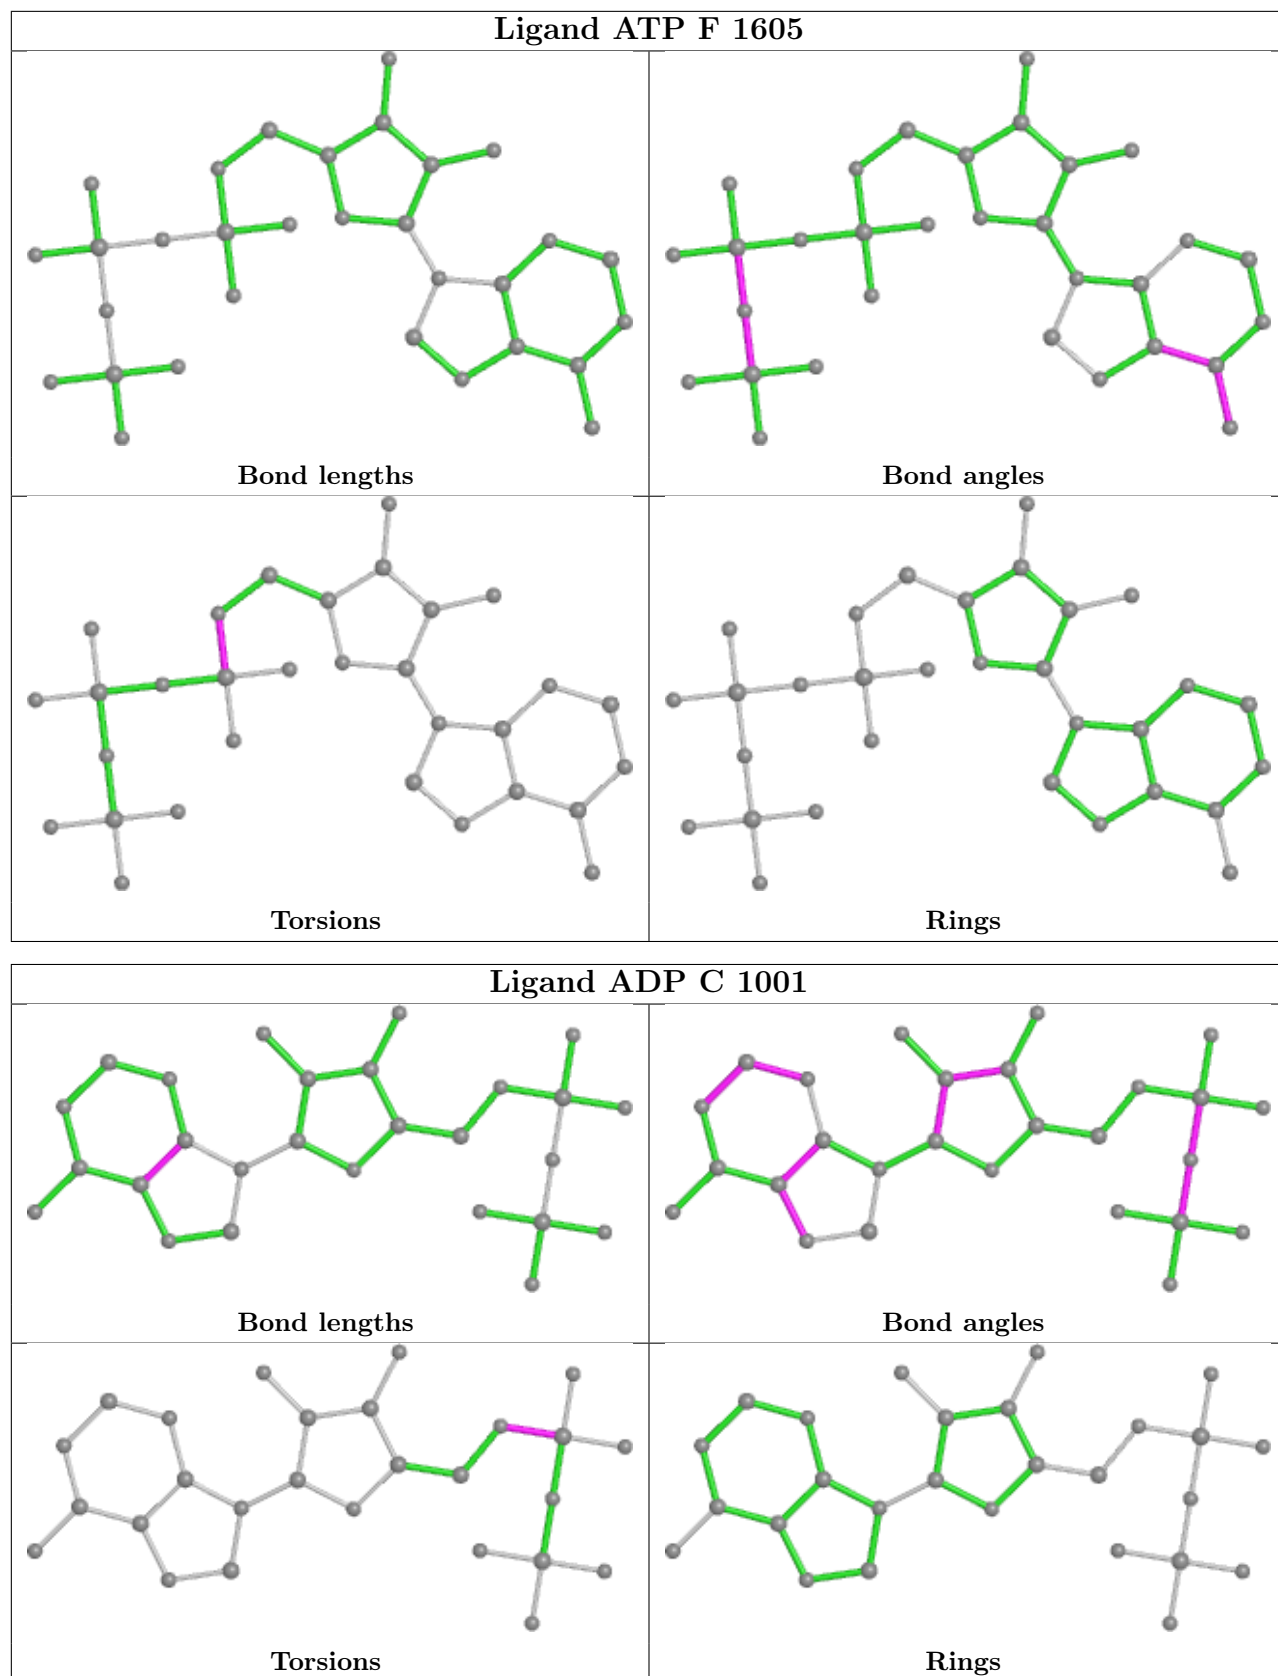 Ligand ATP F 1605
Bond lengths
Bond angles
Torsions
Rings
Ligand ADP C 1001
Bond lengths
Bond angles
Torsions
Rings